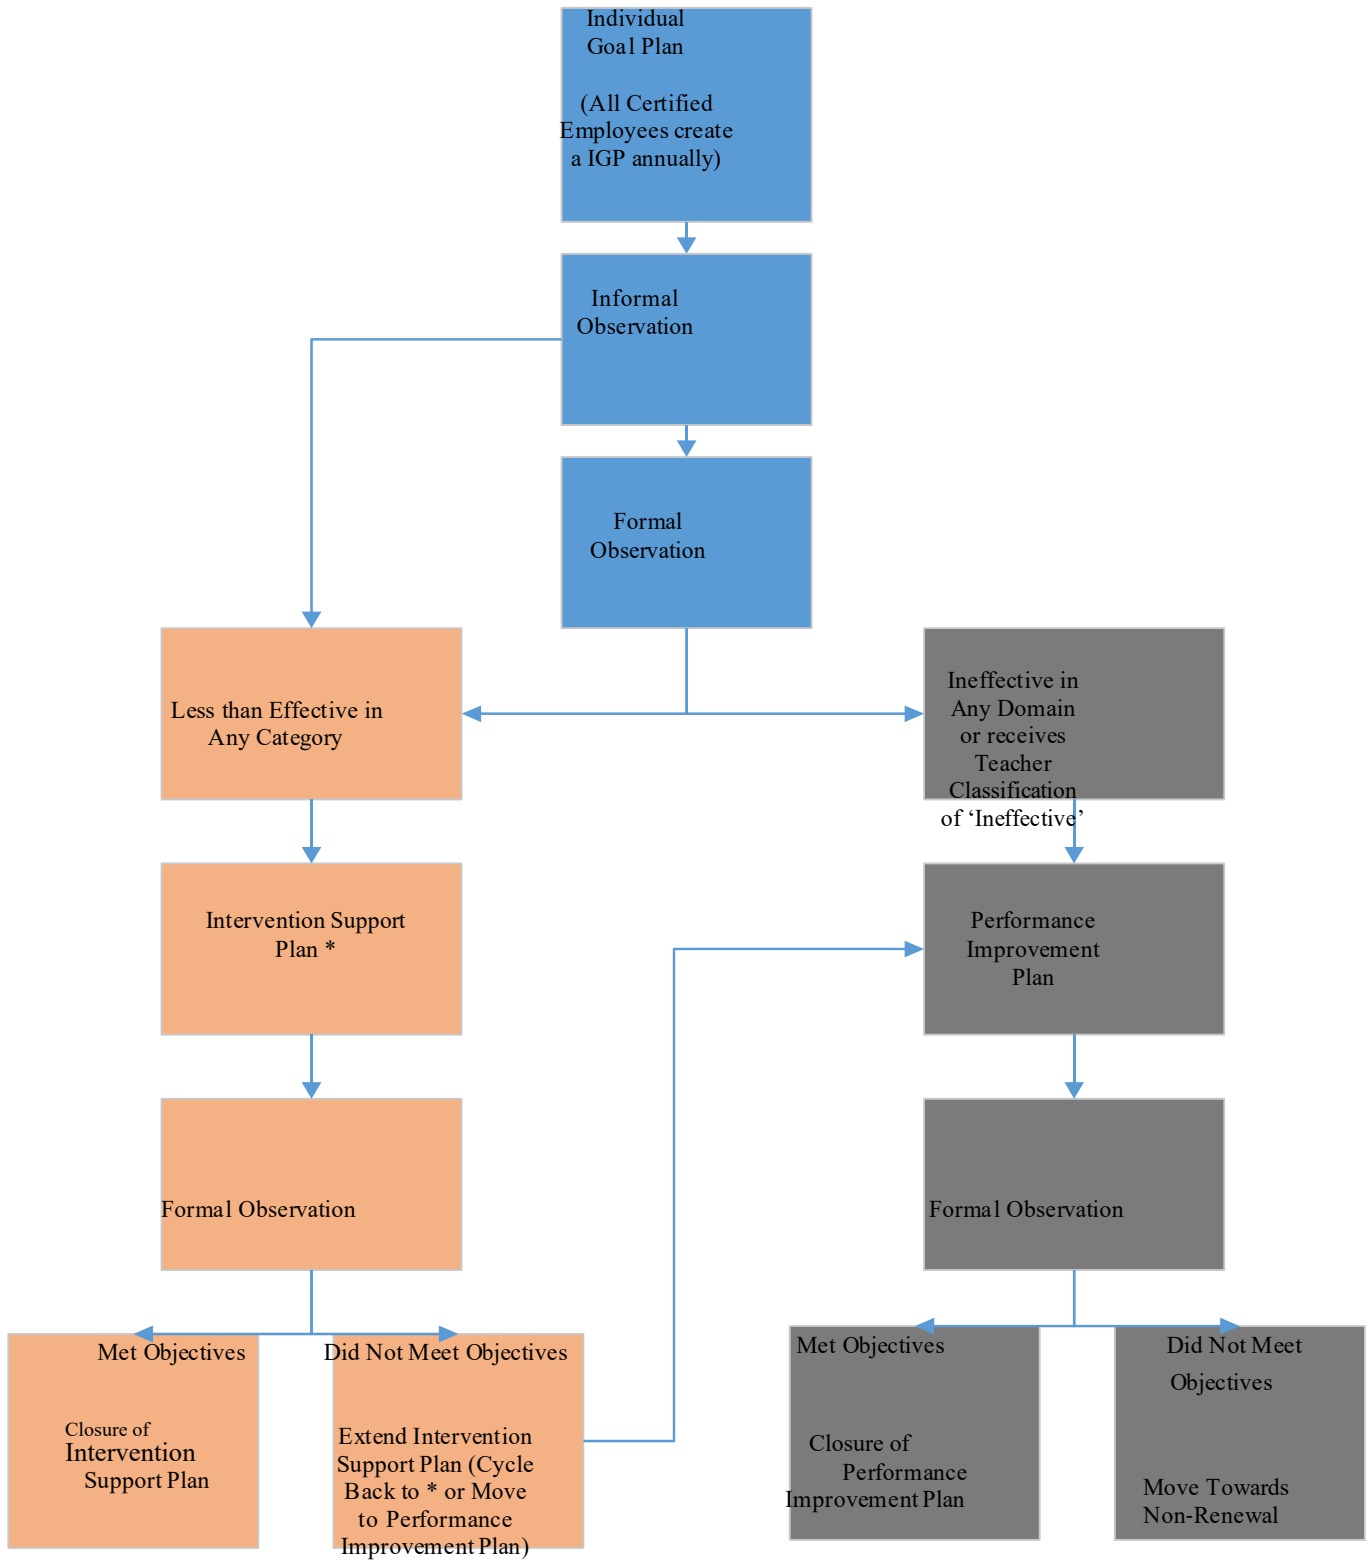 Individual
Goal Plan
(All Certified
Employees create
a IGP annually)
Informal
Observation
Formal
Observation
Less than Effective in
Any Category
Ineffective in
Any Domain
or receives
Teacher
Classification
of ‘Ineffective’
Intervention Support
Plan *
Performance
Improvement
Plan
Formal Observation
Formal Observation
Met Objectives
Closure of
Intervention
Support Plan
Did Not Meet Objectives
Extend Intervention
Support Plan (Cycle
Back to * or Move
to Performance
Improvement Plan)
Met Objectives
Closure of
Performance
Improvement Plan
Did Not Meet
Objectives
Move Towards
Non-Renewal